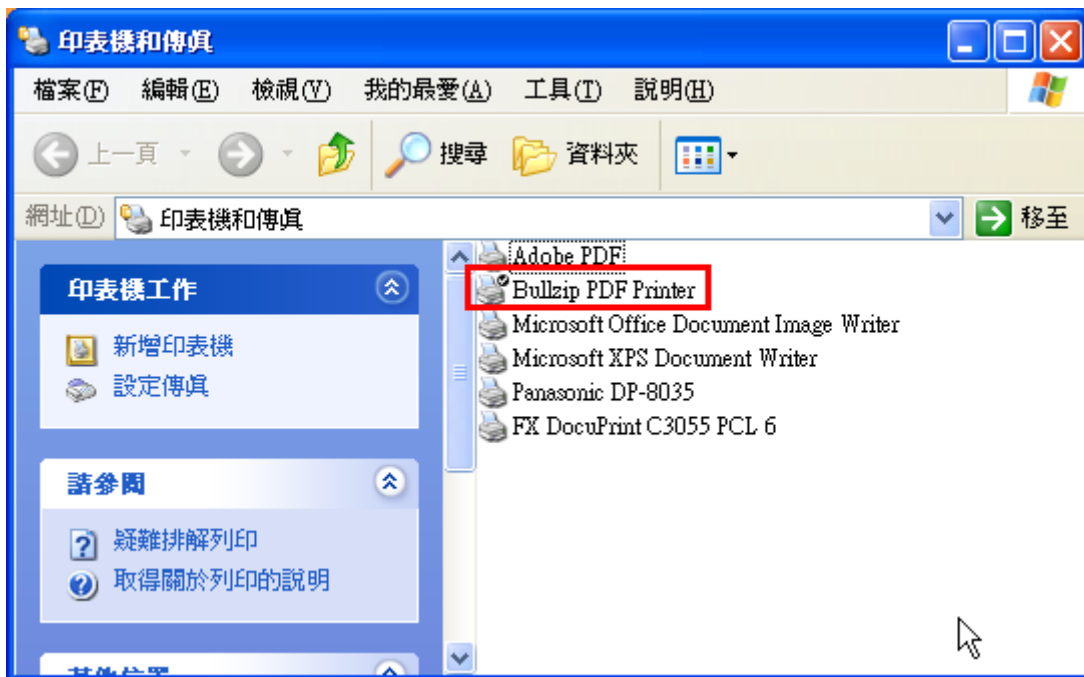 印表機和傳真
檔案(F) 編輯(E) 檢視(V) 我的最愛(A) 工具(T) 說明(H)
上一頁 搜尋 資料夾
網址(D) 印表機和傳真 移至
印表機工作
新增印表機
設定傳真
請參閱
疑難排解列印
取得關於列印的說明
其他位置
Adobe PDF
Bullzip PDF Printer
Microsoft Office Document Image Writer
Microsoft XPS Document Writer
Panasonic DP-8035
FX DocuPrint C3055 PCL 6